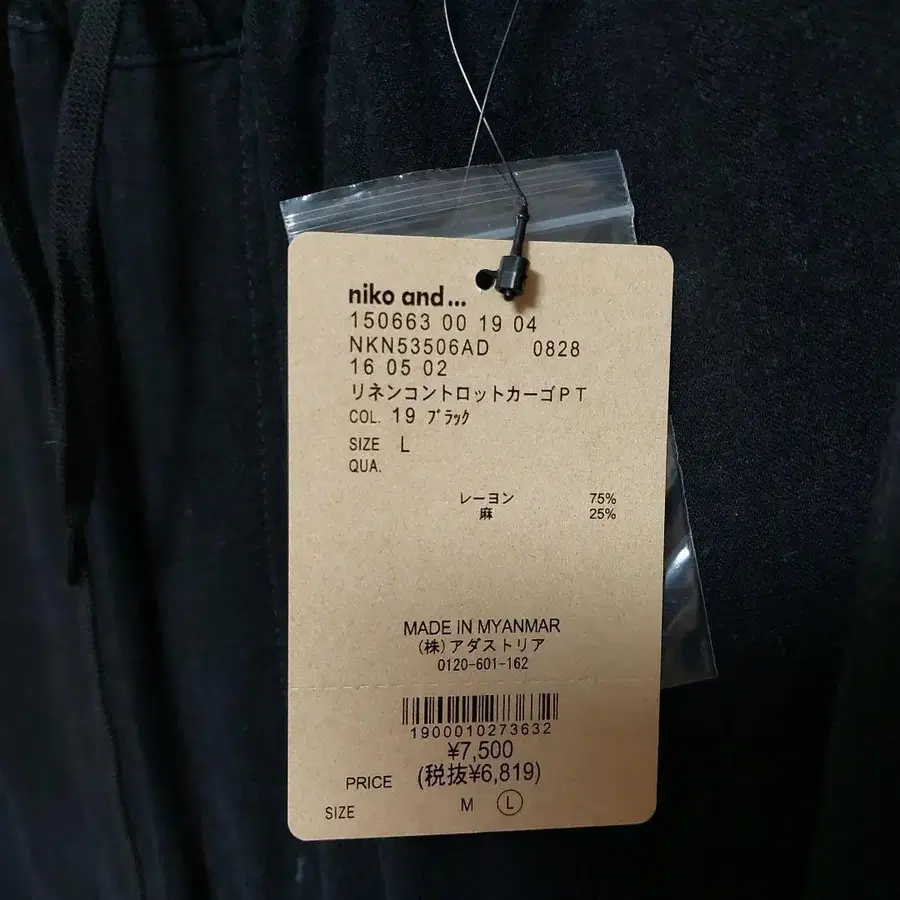 niko and...
150663 00 19 04
NKN53506AD 0828
16 05 02
リネンコントロットカーゴPT
COL. 19 ﾌﾞﾗｯｸ
SIZE L
QUA.
レーヨン 75%
麻 25%
MADE IN MYANMAR
(株)アダストリア
0120-601-162
1900010273632
¥7,500
PRICE (税抜¥6,819)
SIZE M L